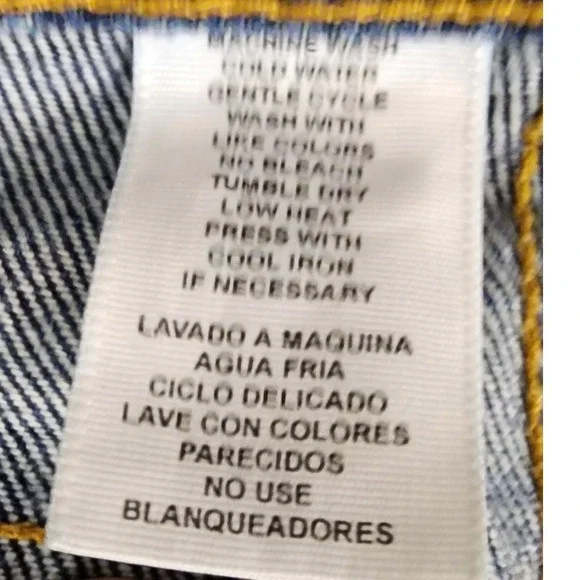 MACHINE WASH
COLD WATER
GENTLE CYCLE
WASH WITH
LIKE COLORS
NO BLEACH
TUMBLE DRY
LOW HEAT
PRESS WITH
COOL IRON
IF NECESSARY
LAVADO A MAQUINA
AGUA FRIA
CICLO DELICADO
LAVE CON COLORES
PARECIDOS
NO USE
BLANQUEADORES